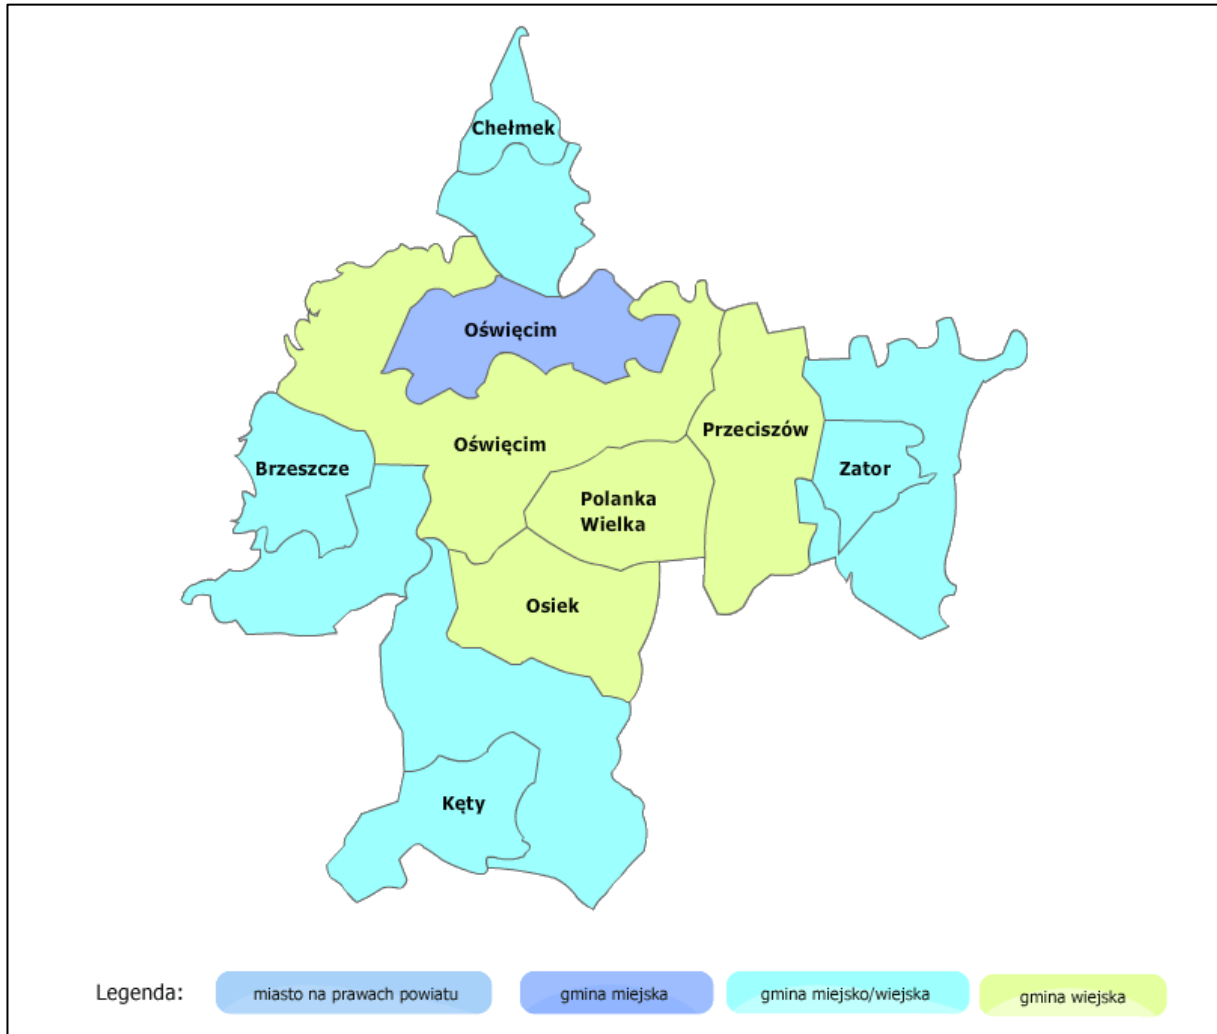 Chełmek
Oświęcim
Oświęcim
Przeciszów
Brzeszcze
Zator
Polanka
Wielka
Osiek
Kęty
Legenda:
miasto na prawach powiatu
gmina miejska
gmina miejsko/wiejska
gmina wiejska